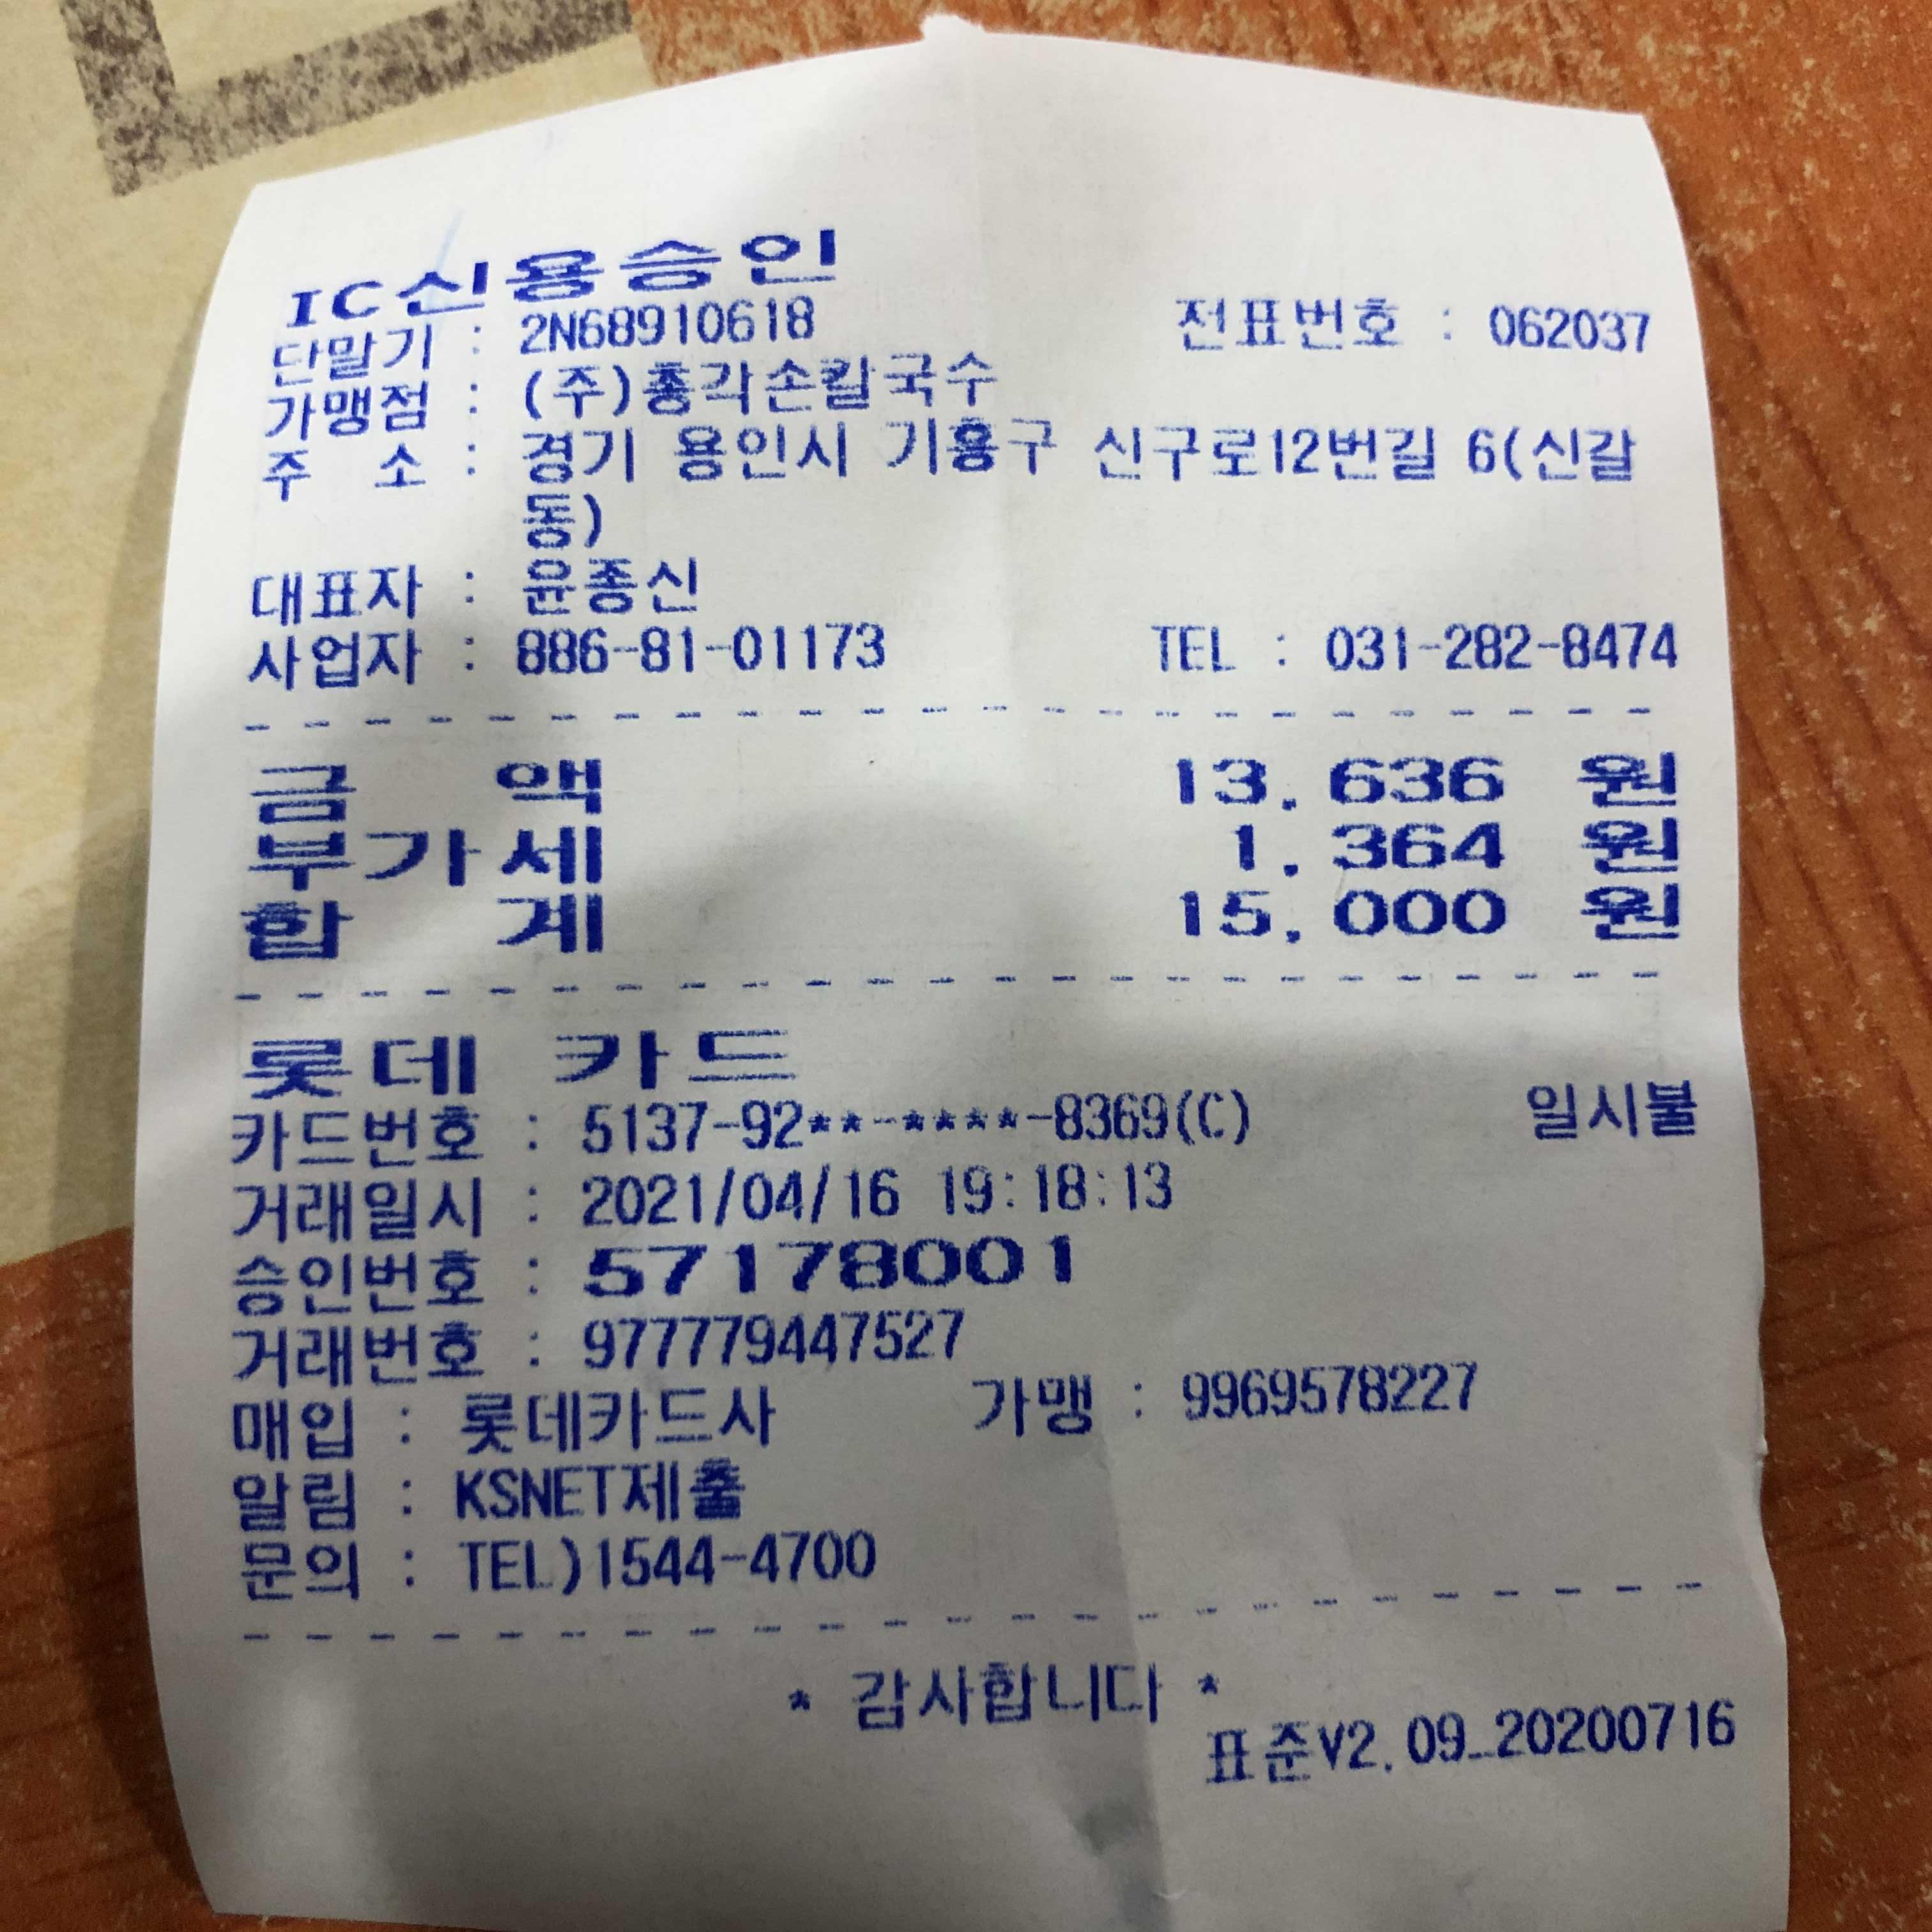 IC신용승인
단말기 : 2N68910618 전표번호 : 062037
가맹점 : (주)총각손칼국수
주 소 : 경기 용인시 기흥구 신구로12번길 6(신갈
동)
대표자 : 윤종신
사업자 : 886-81-01173 TEL : 031-282-8474
금 액 13,636 원
부가세 1,364 원
합 계 15,000 원
롯데 카드
카드번호 : 5137-92**-****-8369(C) 일시불
거래일시 : 2021/04/16 19:18:13
승인번호 : 57178001
거래번호 : 977779447527
매입 : 롯데카드사 가맹 : 9969578227
알림 : KSNET제출
문의 : TEL)1544-4700
* 감사합니다 *
표준V2.09_20200716